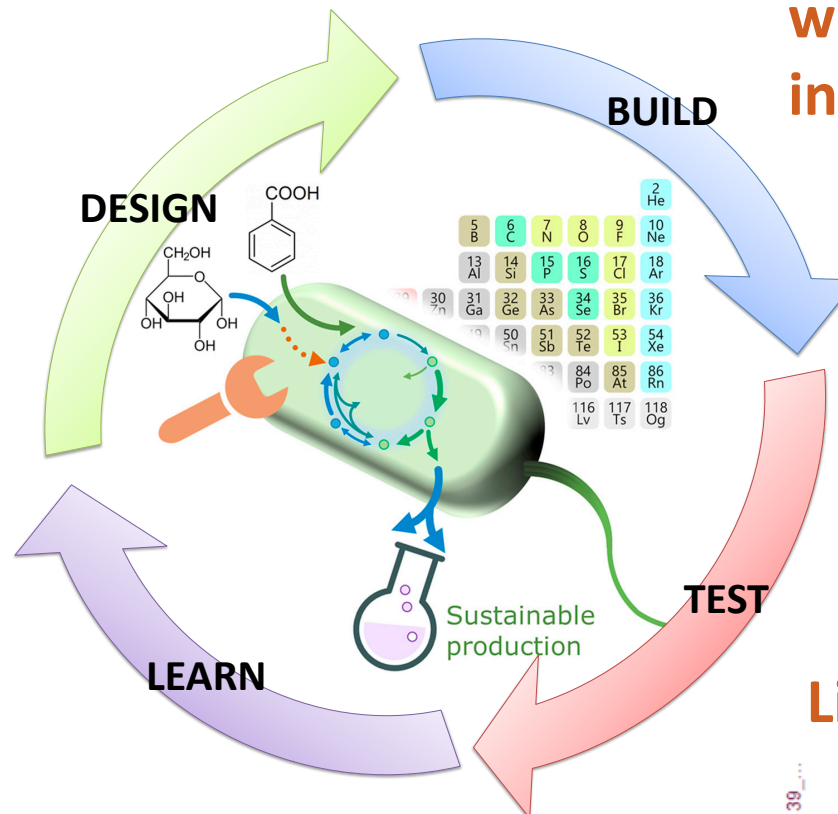 w
in
BUILD
DESIGN
COOH
CH₂OH
O
OH
OH
OH
OH
2
He
5 6 7 8 9 10
B C N O F Ne
13 14 15 16 17 18
Al Si P S Cl Ar
30 31 32 33 34 35 36
Zn Ga Ge As Se Br Kr
50 51 52 53 54
Sn Sb Te I Xe
84 85 86
Po At Rn
116 117 118
Lv Ts Og
TEST
Sustainable
production
LEARN
Li
39_...